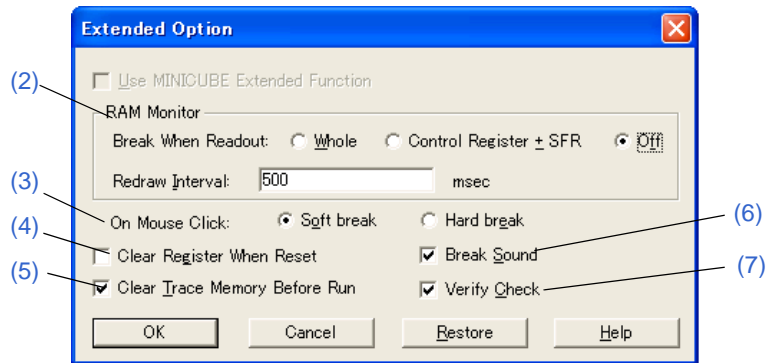 Extended Option
Use MINICUBE Extended Function
(2)
RAM Monitor
Break When Readout: Whole Control Register + SFR Off
Redraw Interval: 500 msec
(3)
On Mouse Click: Soft break Hard break
(4)
(6)
Clear Register When Reset Break Sound
(5)
(7)
Clear Trace Memory Before Run Verify Check
OK Cancel Restore Help